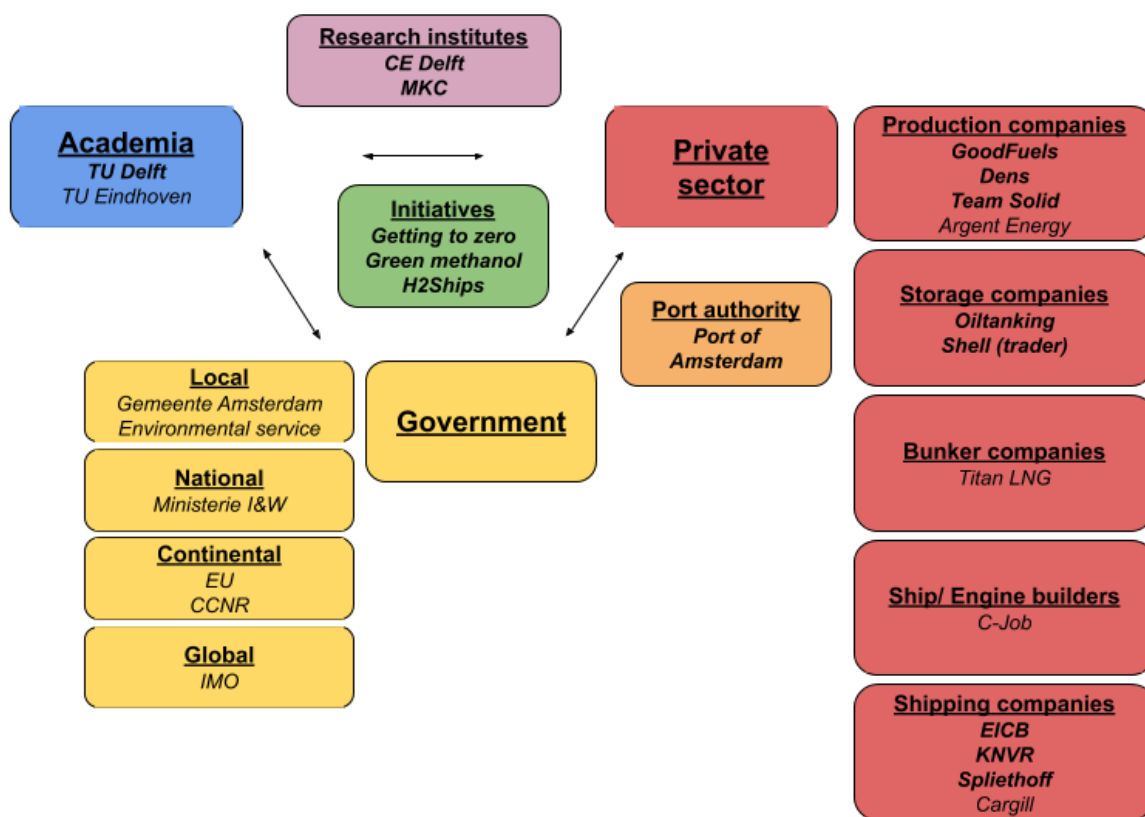 Research institutes
CE Delft
MKC
Academia
TU Delft
TU Eindhoven
Private
sector
Initiatives
Getting to zero
Green methanol
H2Ships
Port authority
Port of
Amsterdam
Government
Local
Gemeente Amsterdam
Environmental service
National
Ministerie I&W
Continental
EU
CCNR
Global
IMO
Production companies
GoodFuels
Dens
Team Solid
Argent Energy
Storage companies
Oiltanking
Shell (trader)
Bunker companies
Titan LNG
Ship/ Engine builders
C-Job
Shipping companies
EICB
KNVR
Spliethoff
Cargill